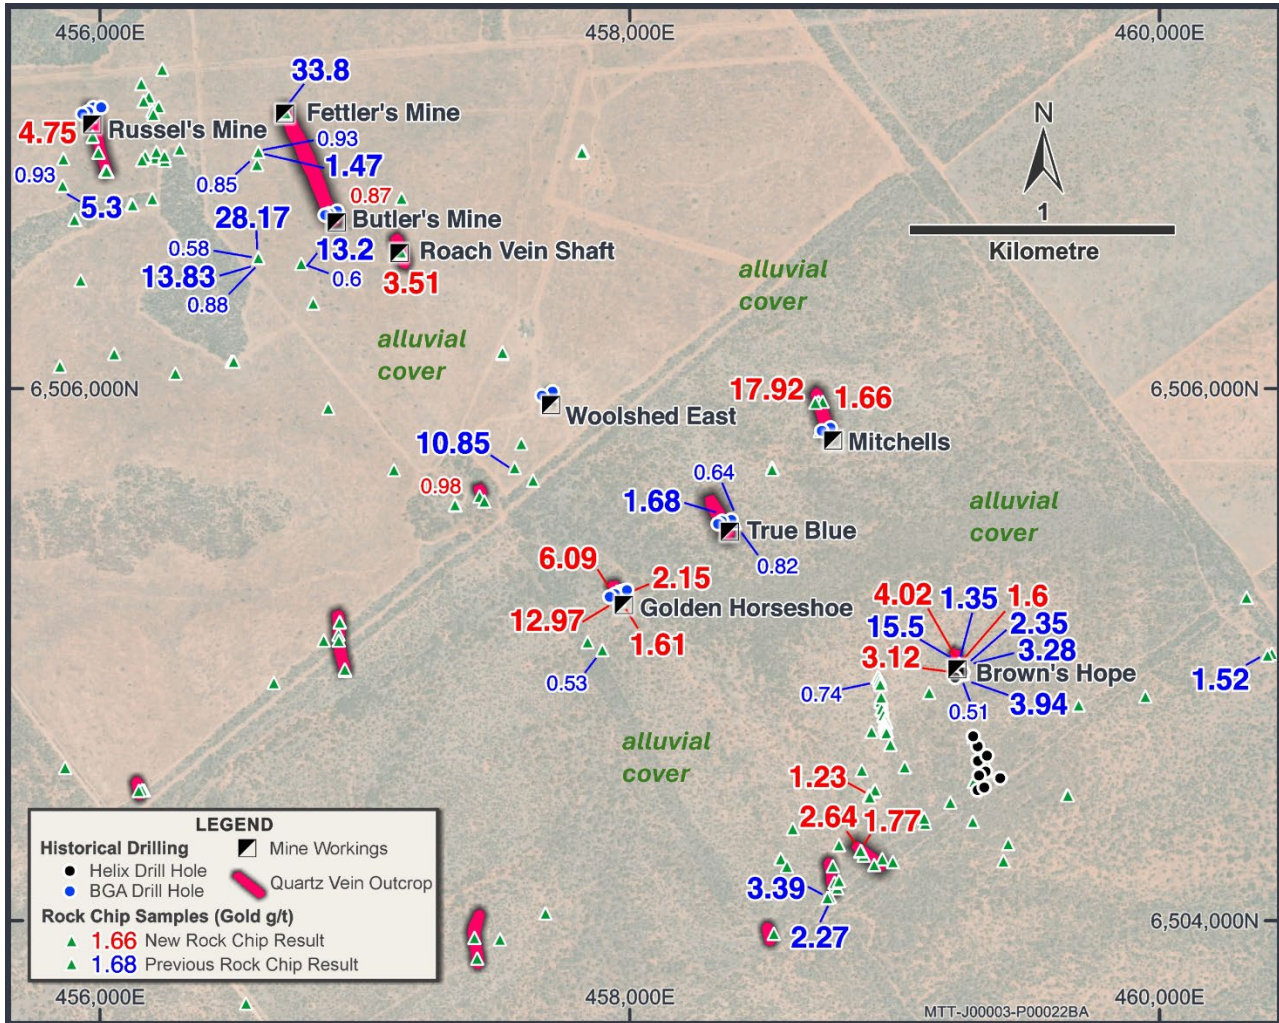 456,000E
458,000E
460,000E
33.8
Fettler's Mine
Russel's Mine
4.75
0.93
1.47
0.93
0.85
0.87
5.3
28.17
Butler's Mine
0.58
13.2
Roach Vein Shaft
13.83
0.6
3.51
0.88
N
1
Kilometre
alluvial
cover
alluvial
cover
6,506,000N
6,506,000N
17.92
1.66
Woolshed East
Mitchells
10.85
0.98
0.64
1.68
True Blue
0.82
alluvial
cover
6.09
2.15
Golden Horseshoe
12.97
1.61
0.53
4.02
1.35
1.6
15.5
2.35
3.28
3.12
Brown's Hope
1.52
0.74
0.51
3.94
alluvial
cover
1.23
2.64
1.77
3.39
2.27
LEGEND
Historical Drilling
Helix Drill Hole
BGA Drill Hole
Mine Workings
Quartz Vein Outcrop
Rock Chip Samples (Gold g/t)
1.66 New Rock Chip Result
1.68 Previous Rock Chip Result
6,504,000N
456,000E
458,000E
460,000E
MTT-J00003-P00022BA